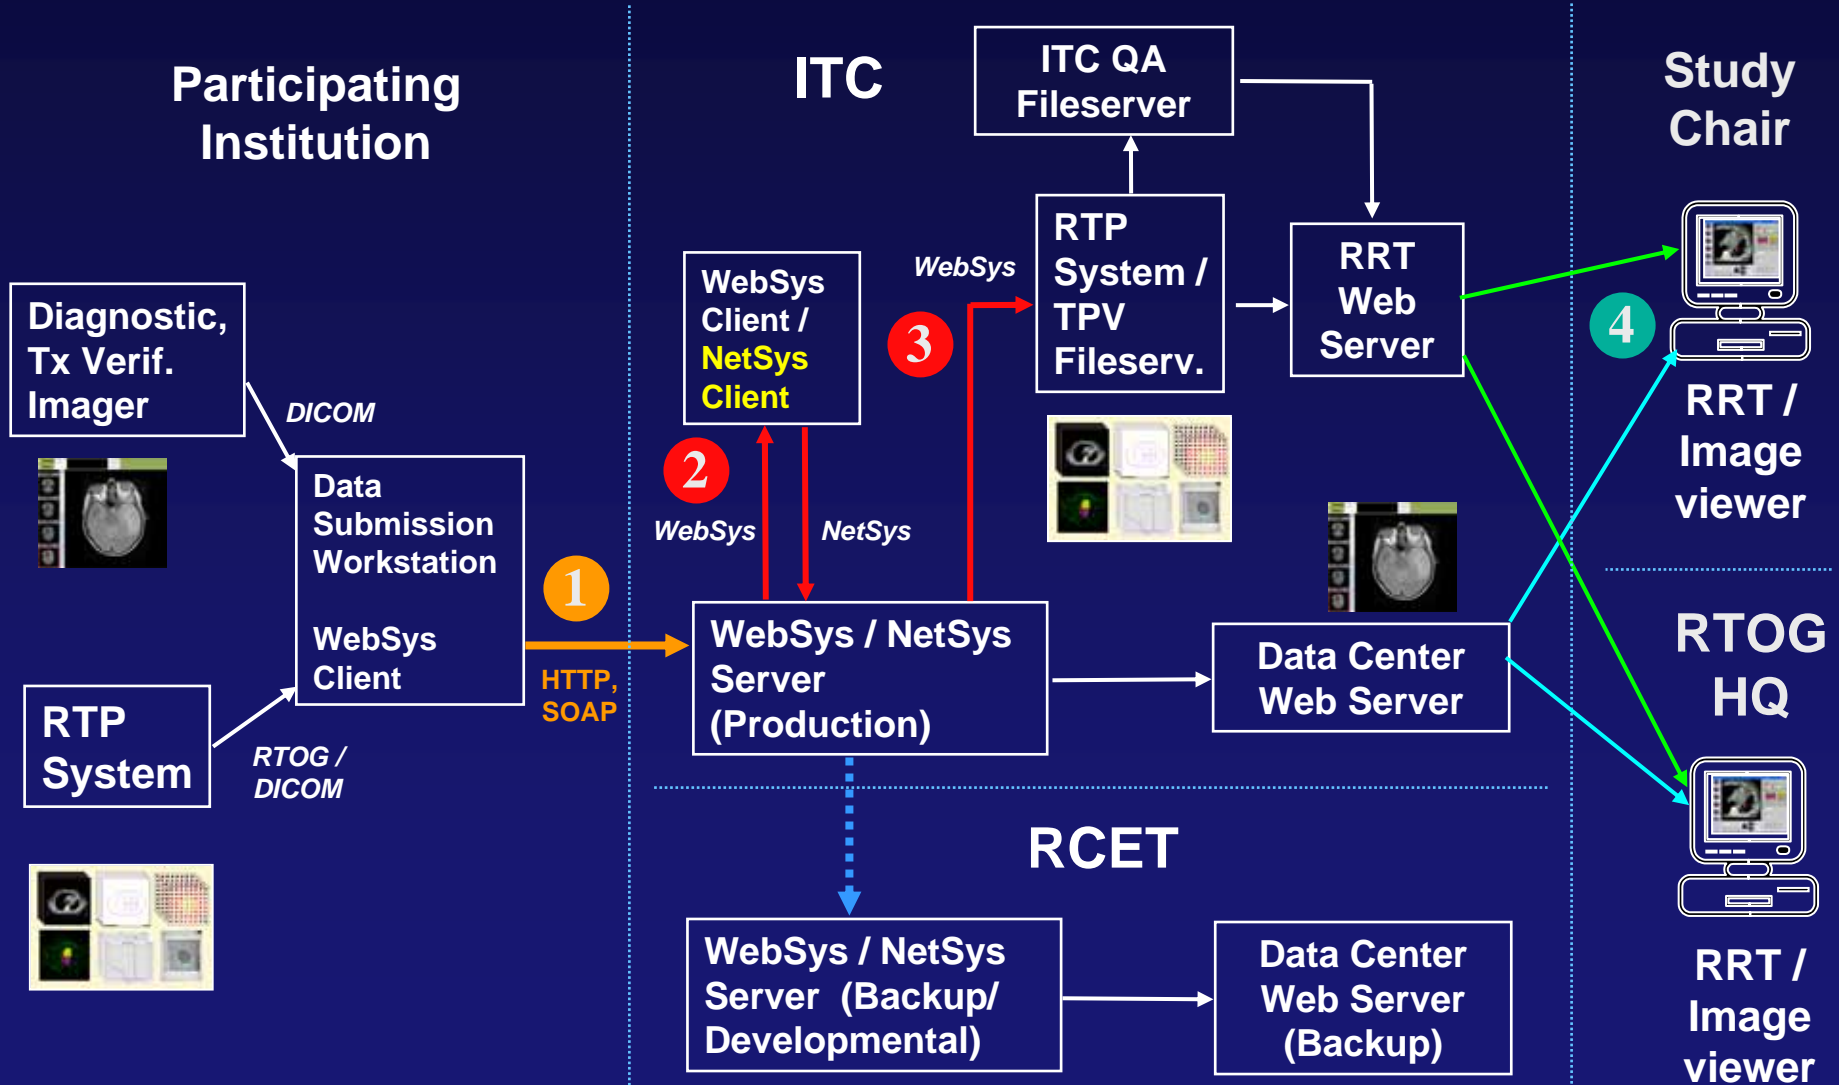 Participating
Institution
Diagnostic,
Tx Verif.
Imager
DICOM
Data
Submission
Workstation
WebSys
Client
RTP
System
RTOG /
DICOM
1
HTTP,
SOAP
ITC
ITC QA
Fileserver
WebSys
Client /
NetSys
Client
2
WebSys
NetSys
WebSys
3
RTP
System /
TPV
Fileserv.
RRT
Web
Server
WebSys / NetSys
Server
(Production)
Data Center
Web Server
RCET
WebSys / NetSys
Server (Backup/
Developmental)
Data Center
Web Server
(Backup)
Study
Chair
4
RRT /
Image
viewer
RTOG
HQ
RRT /
Image
viewer